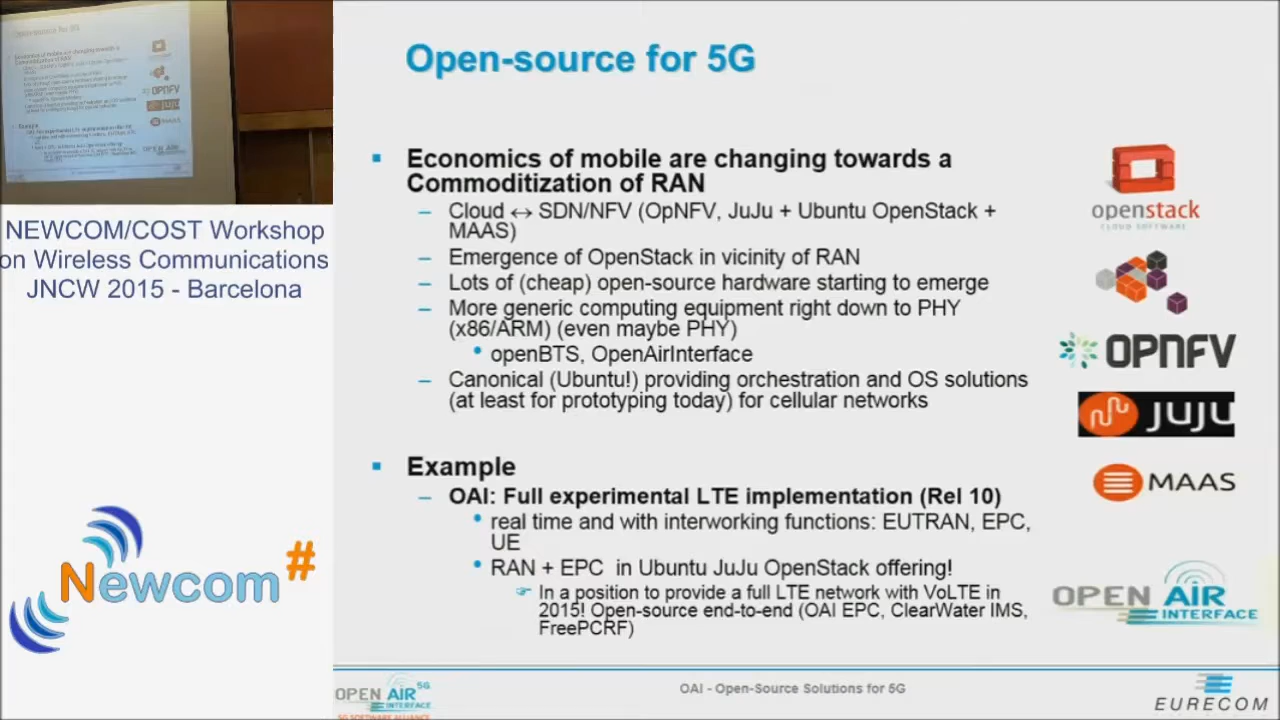 Open-source for 5G
Economics of mobile are changing towards a
Commoditization of RAN
– Cloud ↔ SDN/NFV (OpNFV, JuJu + Ubuntu OpenStack +
MAAS)
– Emergence of OpenStack in vicinity of RAN
– Lots of (cheap) open-source hardware starting to emerge
– More generic computing equipment right down to PHY
(x86/ARM) (even maybe PHY)
• openBTS, OpenAirInterface
– Canonical (Ubuntu!) providing orchestration and OS solutions
(at least for prototyping today) for cellular networks
Example
– OAI: Full experimental LTE implementation (Rel 10)
• real time and with interworking functions: EUTRAN, EPC,
UE
• RAN + EPC in Ubuntu JuJu OpenStack offering!
In a position to provide a full LTE network with VoLTE in
2015! Open-source end-to-end (OAI EPC, ClearWater IMS,
FreePCRF)
openstack
CLOUD SOFTWARE
OPNFV
JUJU
MAAS
OPEN AIR
INTERFACE
NEWCOM/COST Workshop
on Wireless Communications
JNCW 2015 - Barcelona
Newcom#
OPEN AIR 5G
INTERFACE
5G SOFTWARE ALLIANCE
OAI - Open-Source Solutions for 5G
EURECOM